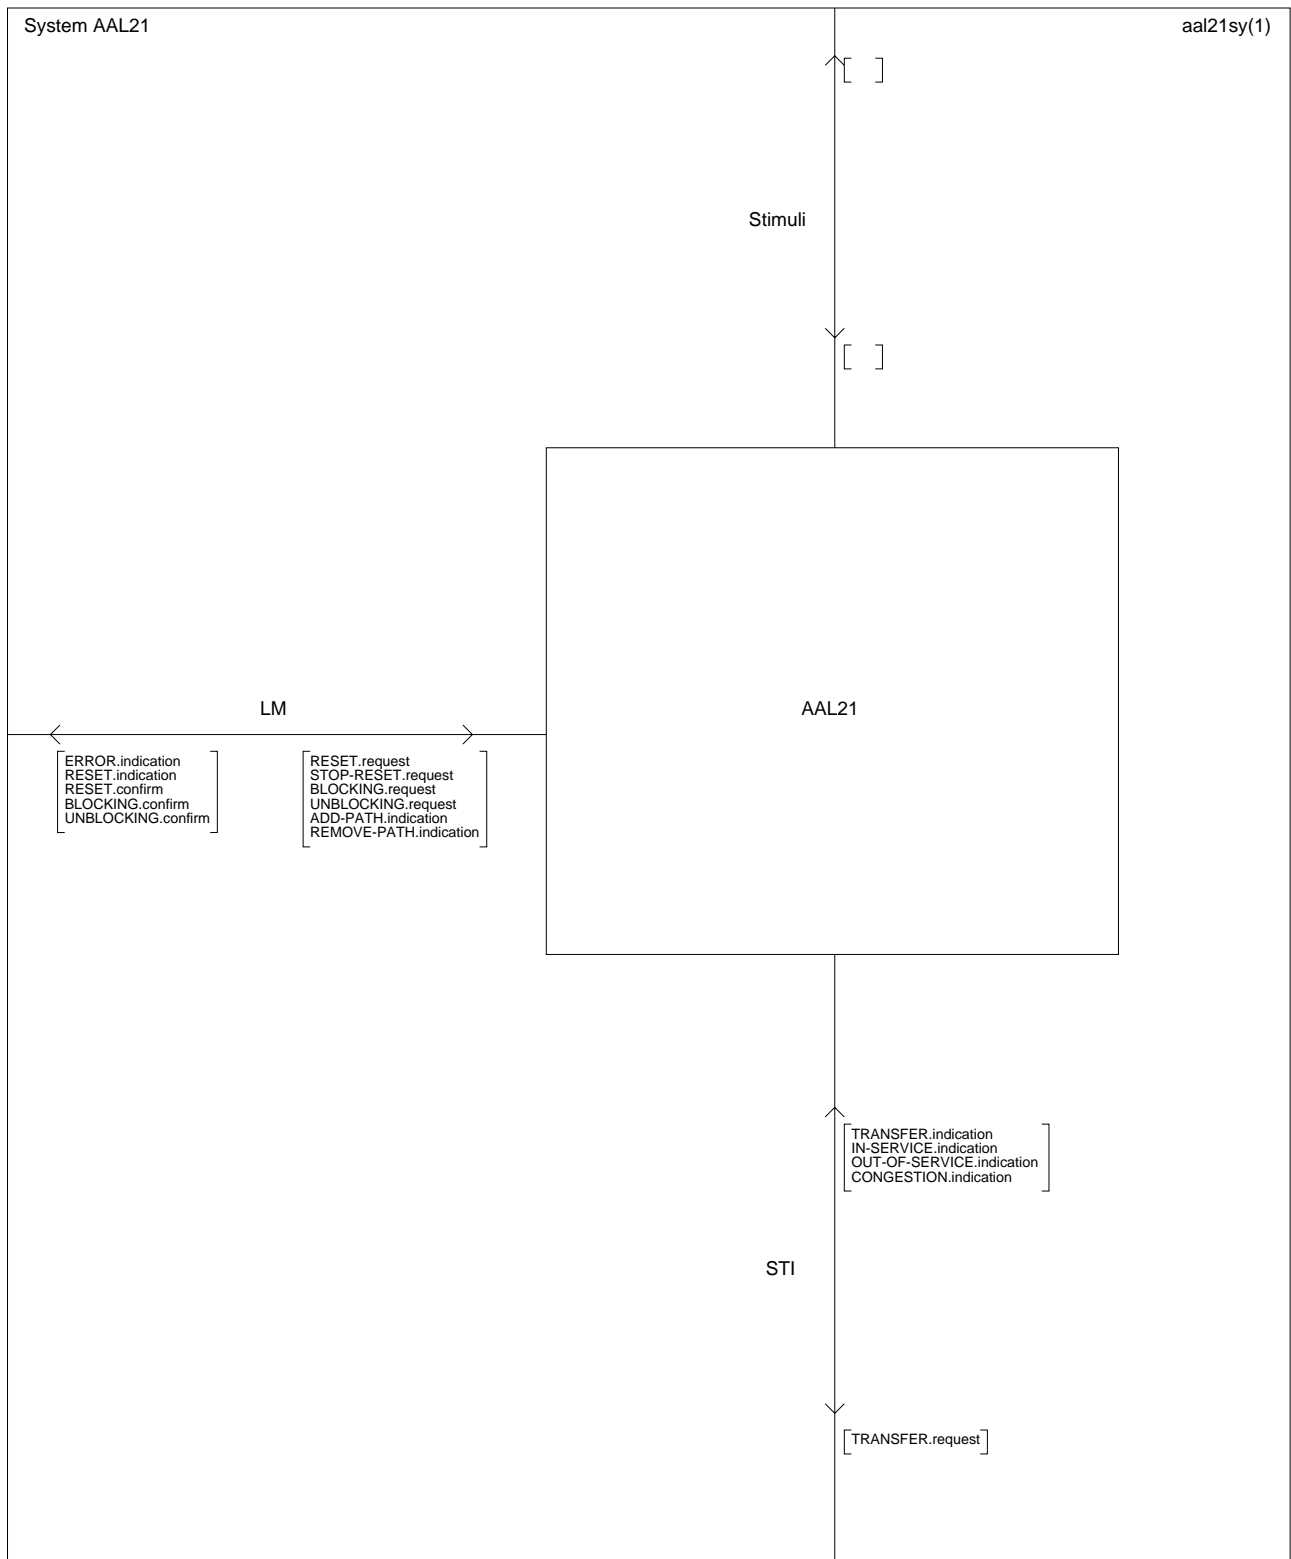 System AAL21
aal21sy(1)
[ ]
Stimuli
[ ]
LM
AAL21
ERROR.indication
RESET.indication
RESET.confirm
BLOCKING.confirm
UNBLOCKING.confirm
RESET.request
STOP-RESET.request
BLOCKING.request
UNBLOCKING.request
ADD-PATH.indication
REMOVE-PATH.indication
TRANSFER.indication
IN-SERVICE.indication
OUT-OF-SERVICE.indication
CONGESTION.indication
STI
TRANSFER.request